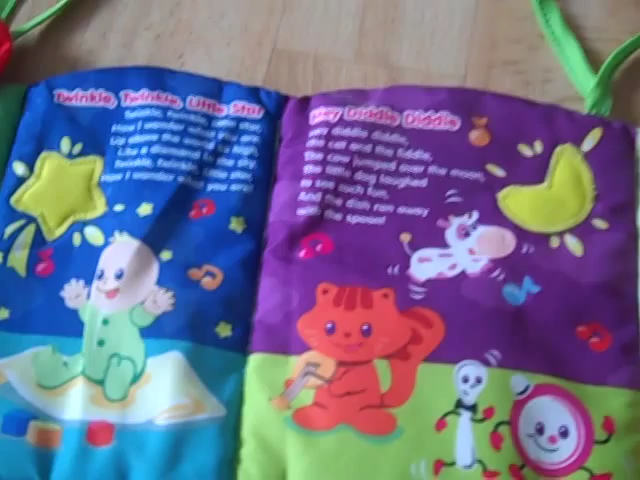 Twinkle, Twinkle, Little Star
Twinkle, twinkle, little star,
How I wonder what you are,
Up above the world so high,
Like a diamond in the sky,
Twinkle, twinkle, little star,
How I wonder what you are!
Hey Diddle Diddle
Hey diddle diddle,
the cat and the fiddle,
The cow jumped over the moon,
The little dog laughed
to see such fun,
And the dish ran away
with the spoon!